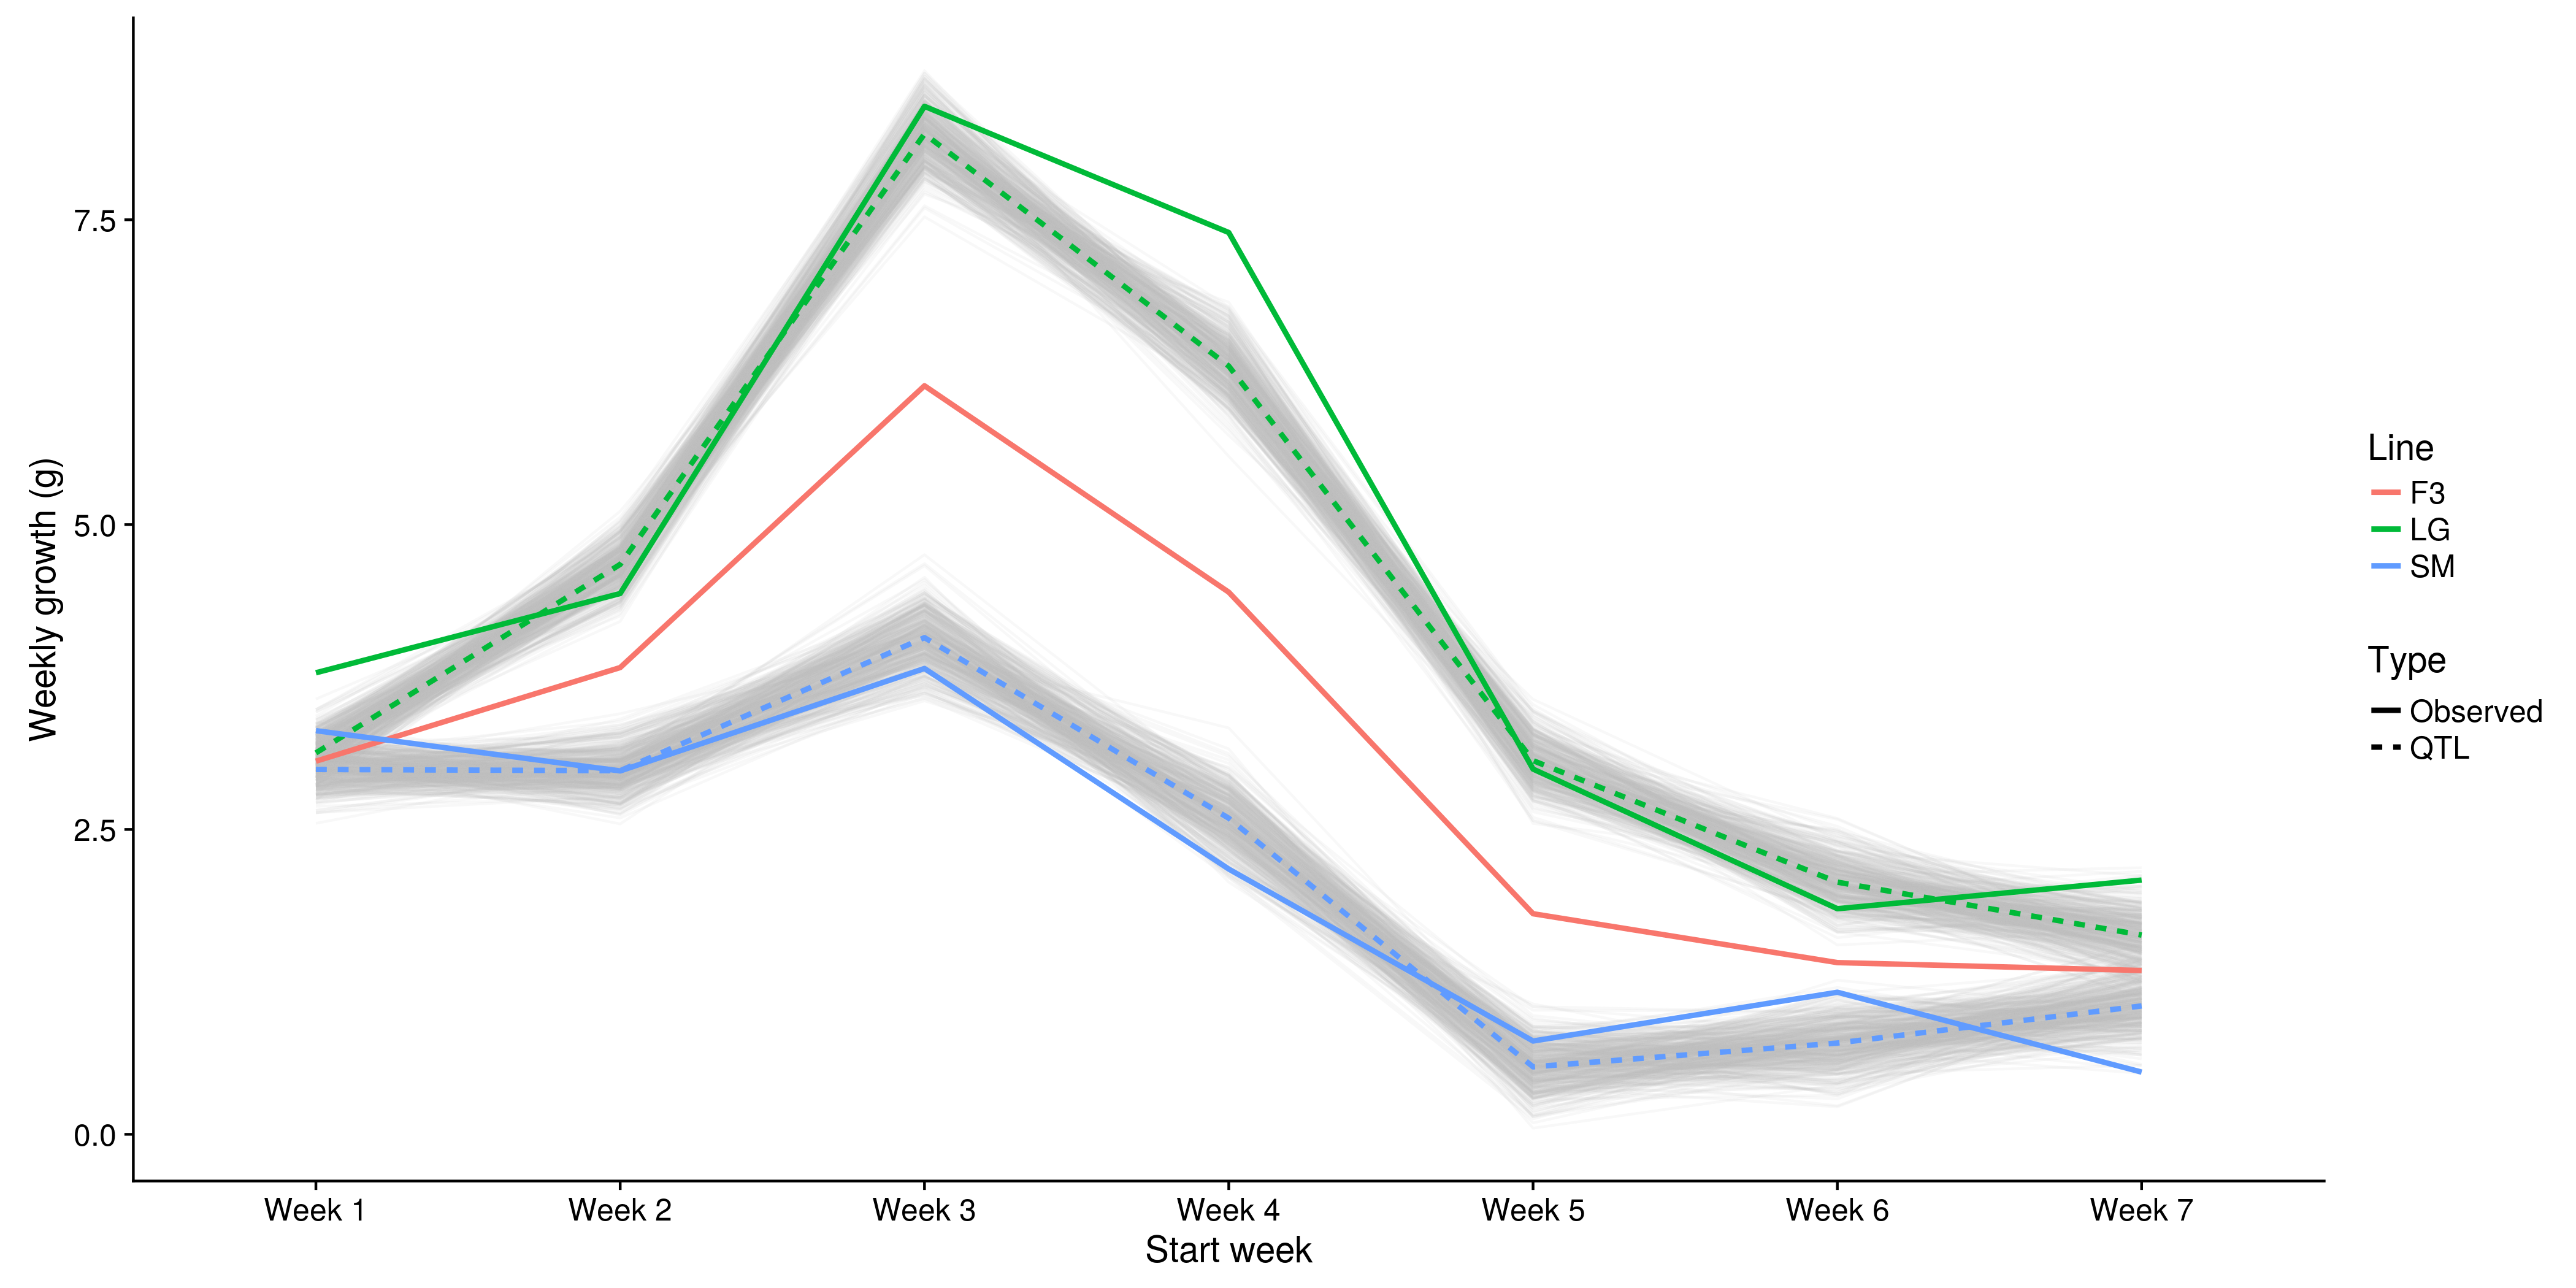 Weekly growth (g)
7.5
5.0
2.5
0.0
Week 1 Week 2 Week 3 Week 4 Week 5 Week 6 Week 7
Start week
Line
F3
LG
SM
Type
Observed
QTL